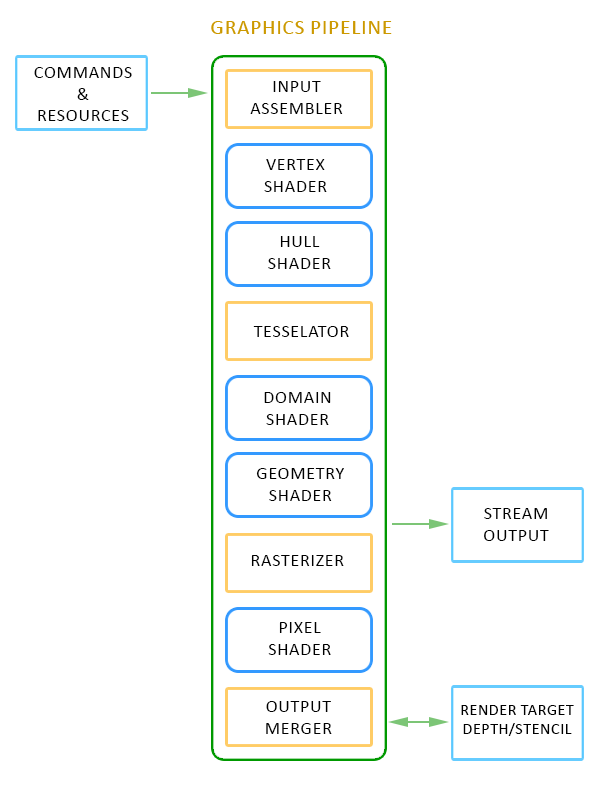 GRAPHICS PIPELINE
COMMANDS
&
RESOURCES
INPUT
ASSEMBLER
VERTEX
SHADER
HULL
SHADER
TESSELATOR
DOMAIN
SHADER
GEOMETRY
SHADER
STREAM
OUTPUT
RASTERIZER
PIXEL
SHADER
OUTPUT
MERGER
RENDER TARGET
DEPTH/STENCIL